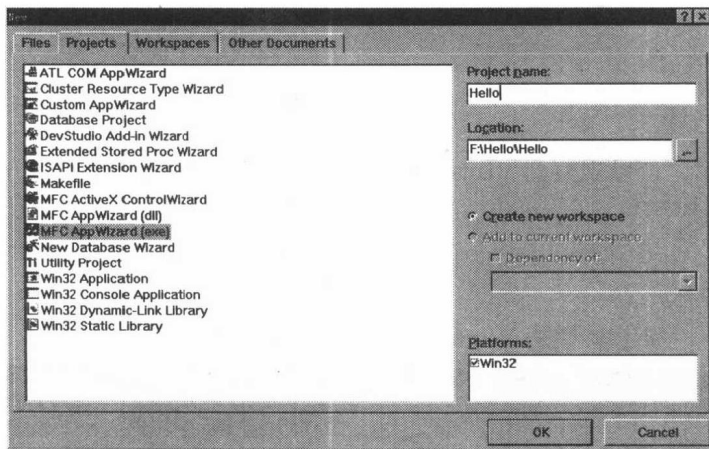 New
Files
Projects
Workspaces
Other Documents
ATL COM AppWizard
Cluster Resource Type Wizard
Custom AppWizard
Database Project
DevStudio Add-in Wizard
Extended Stored Proc Wizard
ISAPI Extension Wizard
Makefile
MFC ActiveX ControlWizard
MFC AppWizard (dll)
MFC AppWizard (exe)
New Database Wizard
Utility Project
Win32 Application
Win32 Console Application
Win32 Dynamic-Link Library
Win32 Static Library
Project name:
Hello
Location:
F:\Hello\Hello
...
Create new workspace
Add to current workspace
Dependency of:
Platforms:
Win32
OK
Cancel